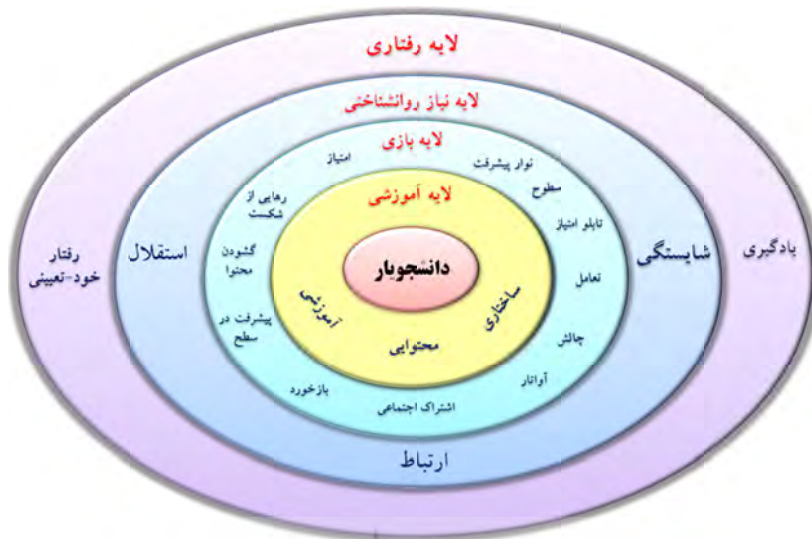 لایه رفتاری
لایه نیاز روانشناختی
لایه بازی
امتیاز
نوار پیشرفت
سطوح
لایه آموزشی
رهایی از
شکست
تابلو امتیاز
یادگیری
شایستگی
تعامل
دانشجویار
گشودن
محتوا
استقلال
رفتار
خود-تعیینی
ساختاری
محتوایی
آموزشی
پیشرفت در
سطح
چالش
آواتار
اشتراک اجتماعی
بازخورد
ارتباط